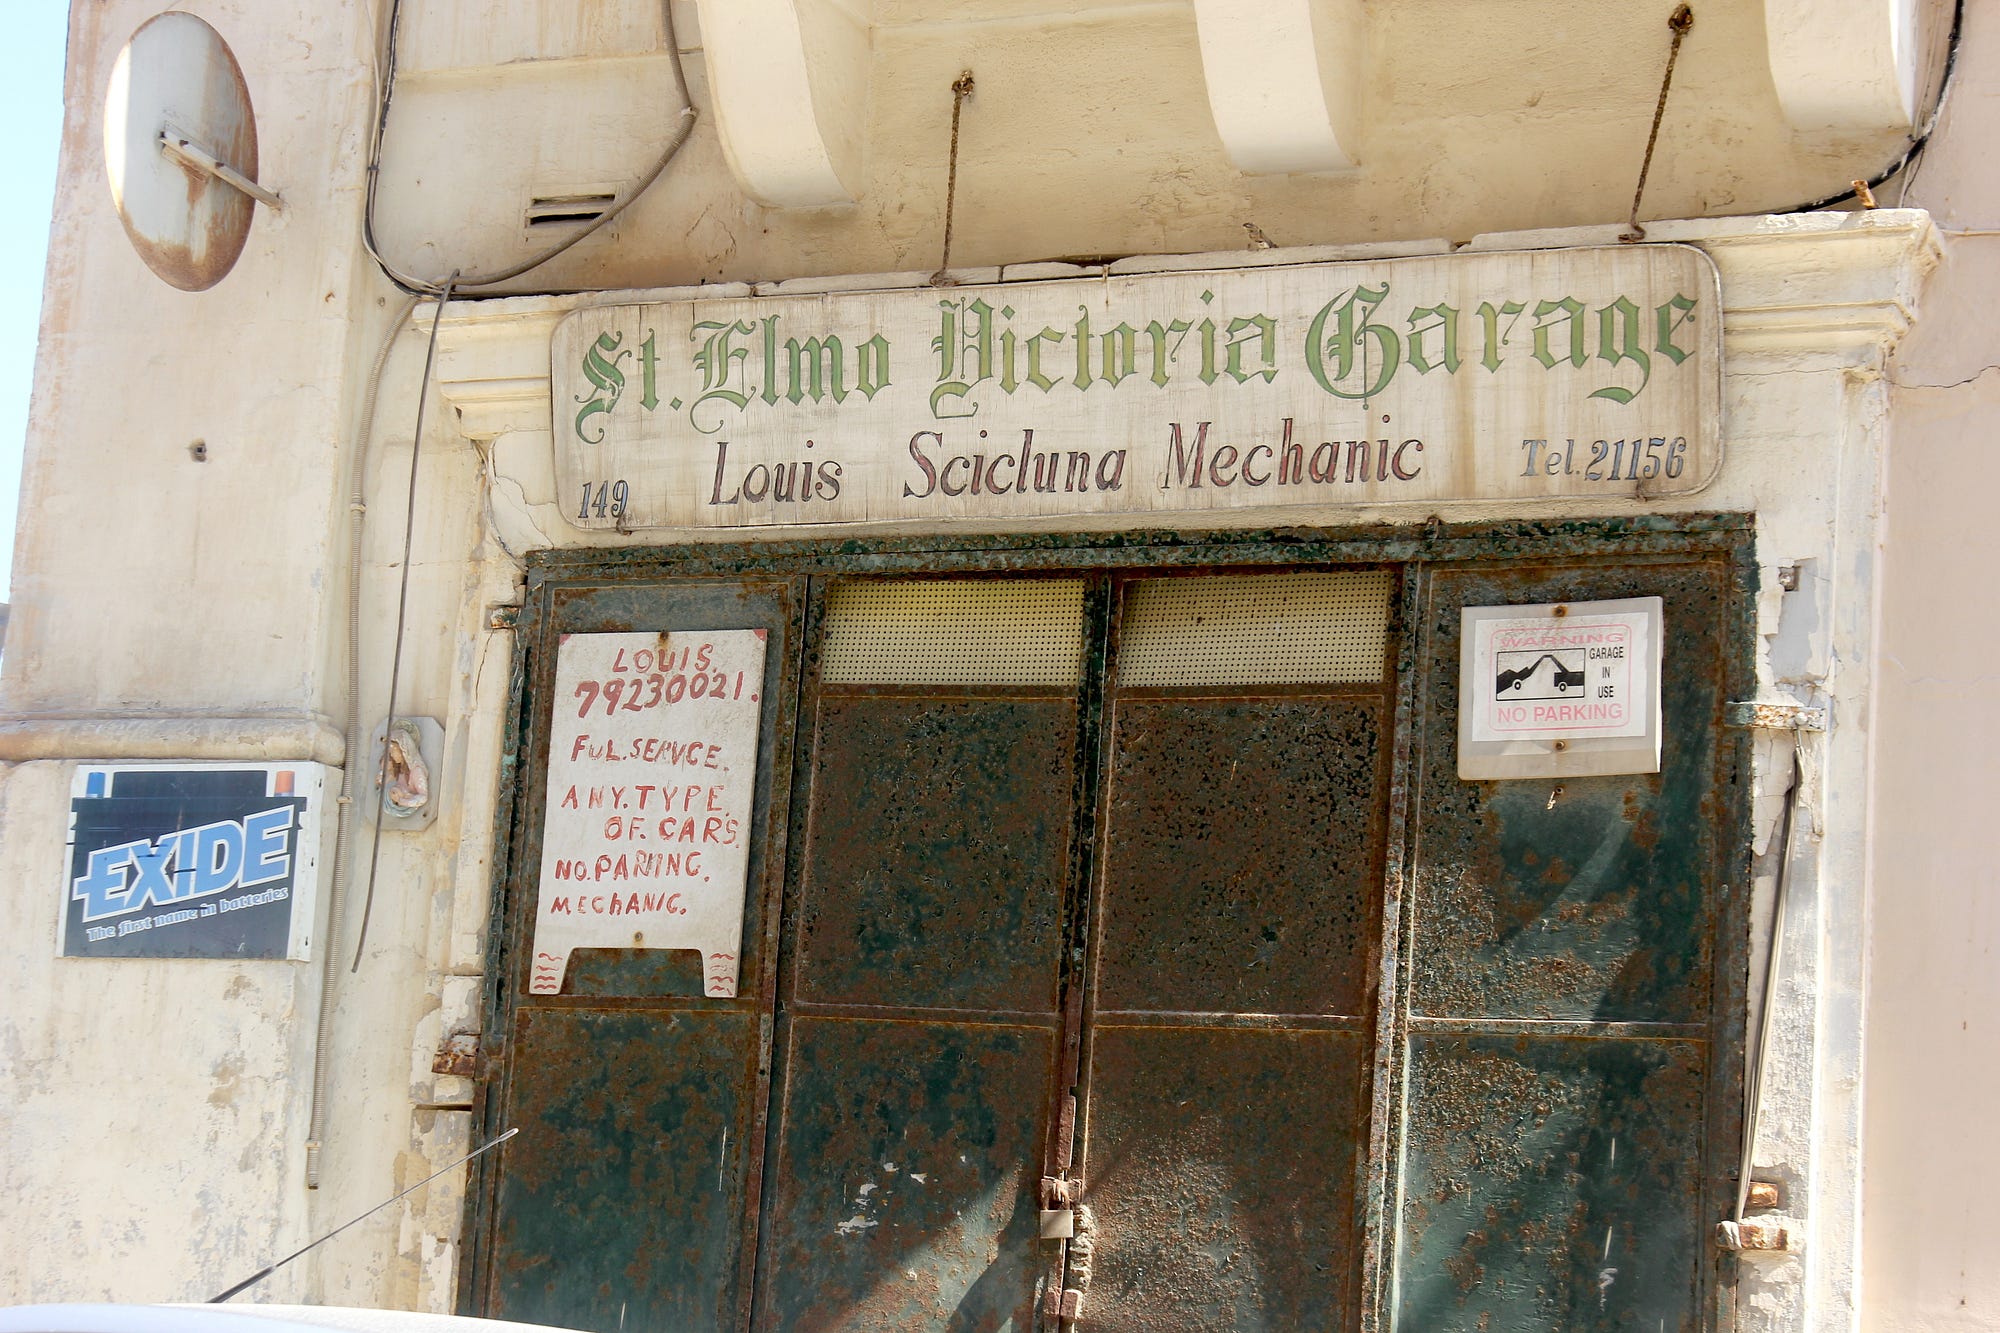 St. Elmo Victoria Garage
149 Louis Scicluna Mechanic Tel. 21156
LOUIS.
79230021.
FUL. SERVCE.
ANY. TYPE
OF. CARS
NO. PARKING.
MECHANIC.
WARNING
GARAGE
IN
USE
NO PARKING
EXIDE
The first name in batteries